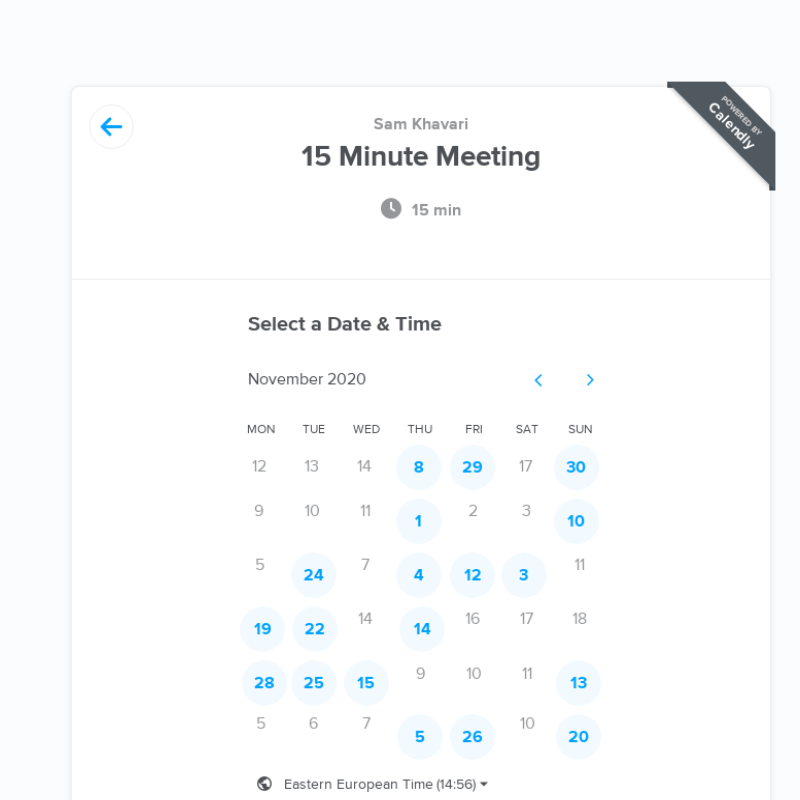 POWERED BY
Calendly
Sam Khavari
15 Minute Meeting
15 min
Select a Date & Time
November 2020
MON TUE WED THU FRI SAT SUN
12 13 14 8 29 17 30
9 10 11 1 2 3 10
5 24 7 4 12 3 11
19 22 14 14 16 17 18
28 25 15 9 10 11 13
5 6 7 5 26 10 20
Eastern European Time (14:56)